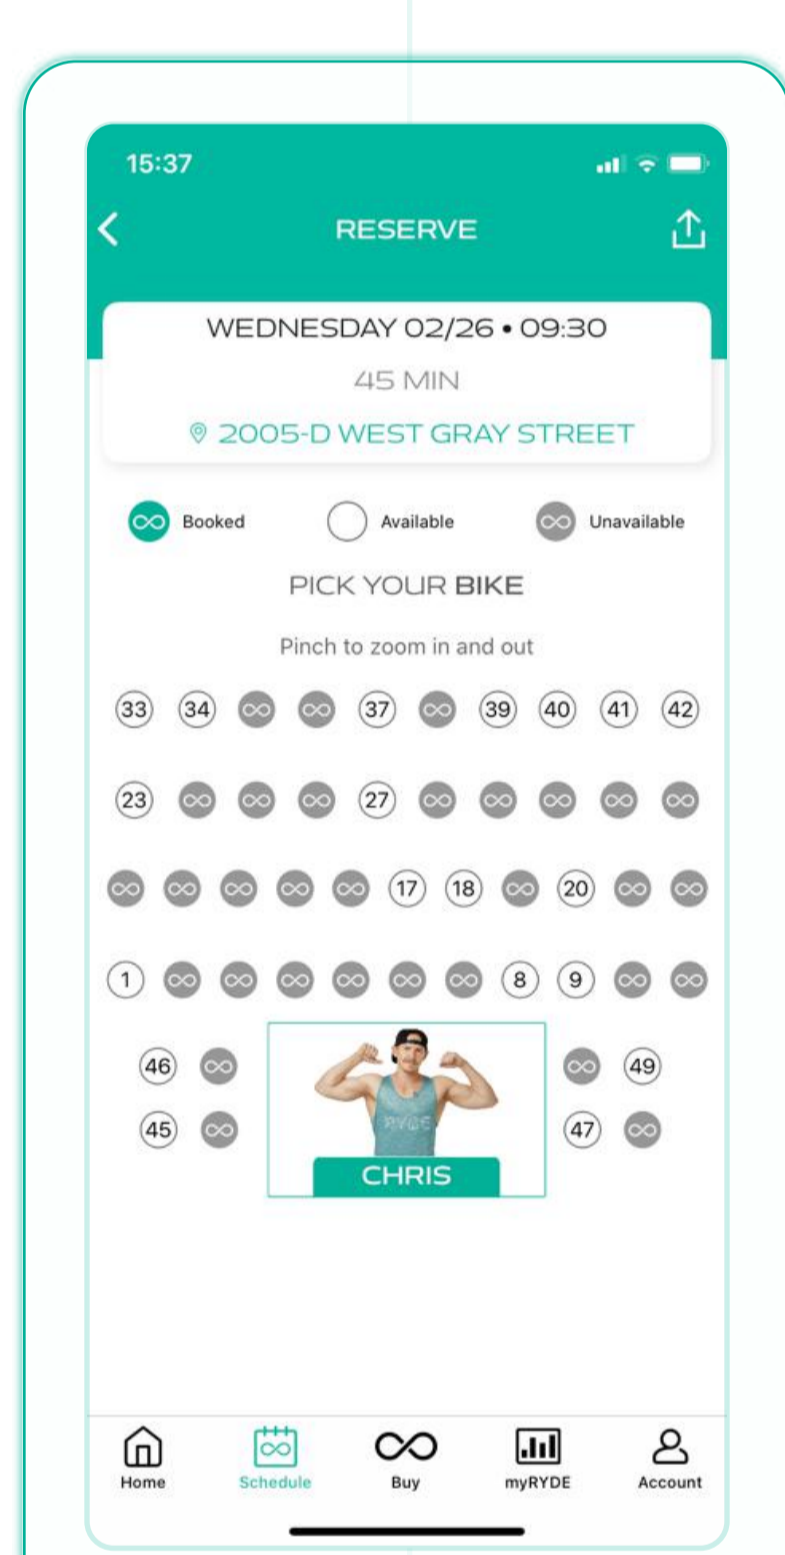 15:37
RESERVE
WEDNESDAY 02/26 • 09:30
45 MIN
2005-D WEST GRAY STREET
Booked Available Unavailable
PICK YOUR BIKE
Pinch to zoom in and out
33 34 37 39 40 41 42
23 27
17 18 20
1 8 9
46 49
RYDE
45 47
CHRIS
Home Schedule Buy myRYDE Account